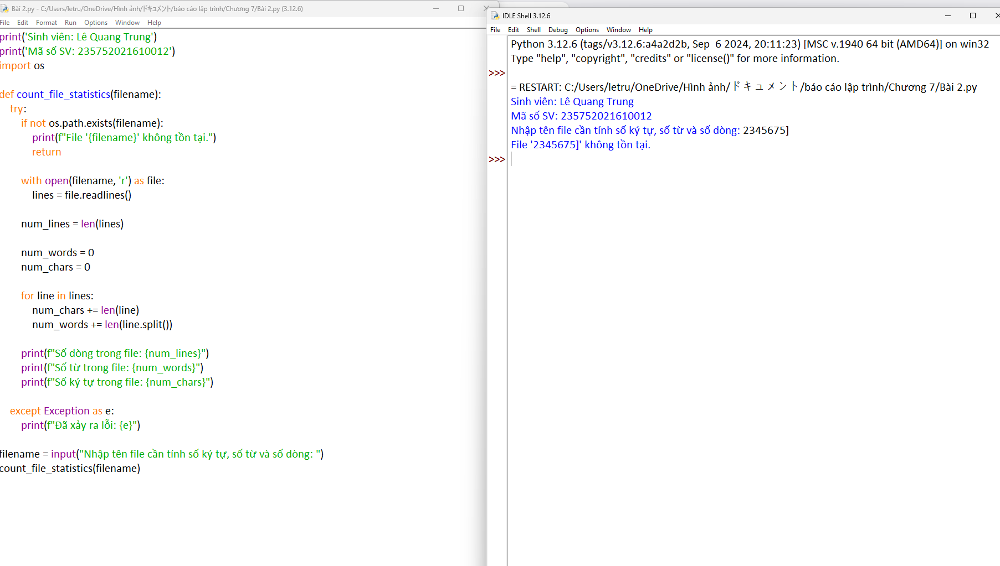 Bài 2.py - C:/Users/letru/OneDrive/Hình ảnh/ドキュメント/báo cáo lập trình/Chương 7/Bài 2.py (3.12.6)
File Edit Format Run Options Window Help
print('Sinh viên: Lê Quang Trung')
print('Mã số SV: 235752021610012')
import os
def count_file_statistics(filename):
try:
if not os.path.exists(filename):
print(f"File '{filename}' không tồn tại.")
return
with open(filename, 'r') as file:
lines = file.readlines()
num_lines = len(lines)
num_words = 0
num_chars = 0
for line in lines:
num_chars += len(line)
num_words += len(line.split())
print(f"Số dòng trong file: {num_lines}")
print(f"Số từ trong file: {num_words}")
print(f"Số ký tự trong file: {num_chars}")
except Exception as e:
print(f"Đã xảy ra lỗi: {e}")
filename = input("Nhập tên file cần tính số ký tự, số từ và số dòng: ")
count_file_statistics(filename)
IDLE Shell 3.12.6
File Edit Shell Debug Options Window Help
Python 3.12.6 (tags/v3.12.6:a4a2d2b, Sep  6 2024, 20:11:23) [MSC v.1940 64 bit (AMD64)] on win32
Type "help", "copyright", "credits" or "license()" for more information.
>>>
= RESTART: C:/Users/letru/OneDrive/Hình ảnh/ドキュメント/báo cáo lập trình/Chương 7/Bài 2.py
Sinh viên: Lê Quang Trung
Mã số SV: 235752021610012
Nhập tên file cần tính số ký tự, số từ và số dòng: 2345675]
File '2345675]' không tồn tại.
>>>